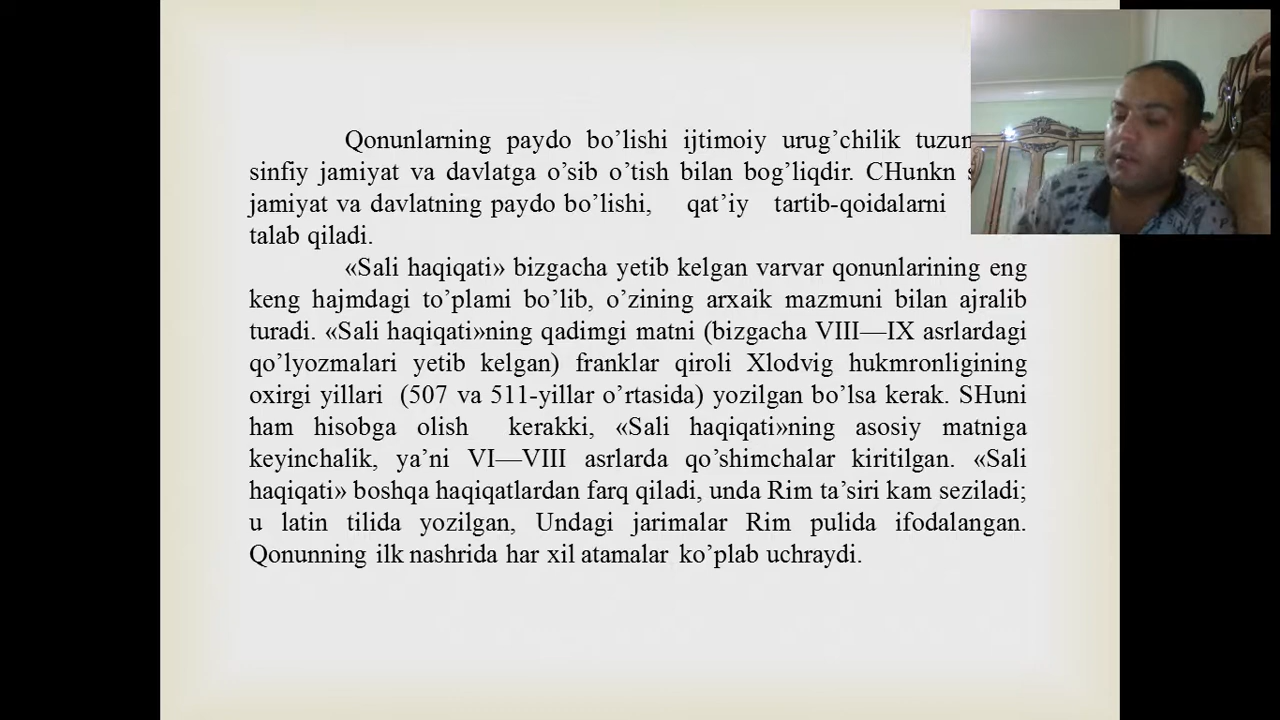 Qonunlarning paydo bo’lishi ijtimoiy urug’chilik
sinfiy jamiyat va davlatga o’sib o’tish bilan bog’liqdir. CHunkn
jamiyat va davlatning paydo bo’lishi, qat’iy tartib-qoidalarni
talab qiladi.
«Sali haqiqati» bizgacha yetib kelgan varvar qonunlarining eng
keng hajmdagi to’plami bo’lib, o’zining arxaik mazmuni bilan ajralib
turadi. «Sali haqiqati»ning qadimgi matni (bizgacha VIII—IX asrlardagi
qo’lyozmalari yetib kelgan) franklar qiroli Xlodvig hukmronligining
oxirgi yillari (507 va 511-yillar o’rtasida) yozilgan bo’lsa kerak. SHuni
ham hisobga olish kerakki, «Sali haqiqati»ning asosiy matniga
keyinchalik, ya’ni VI—VIII asrlarda qo’shimchalar kiritilgan. «Sali
haqiqati» boshqa haqiqatlardan farq qiladi, unda Rim ta’siri kam seziladi;
u latin tilida yozilgan, Undagi jarimalar Rim pulida ifodalangan.
Qonunning ilk nashrida har xil atamalar ko’plab uchraydi.